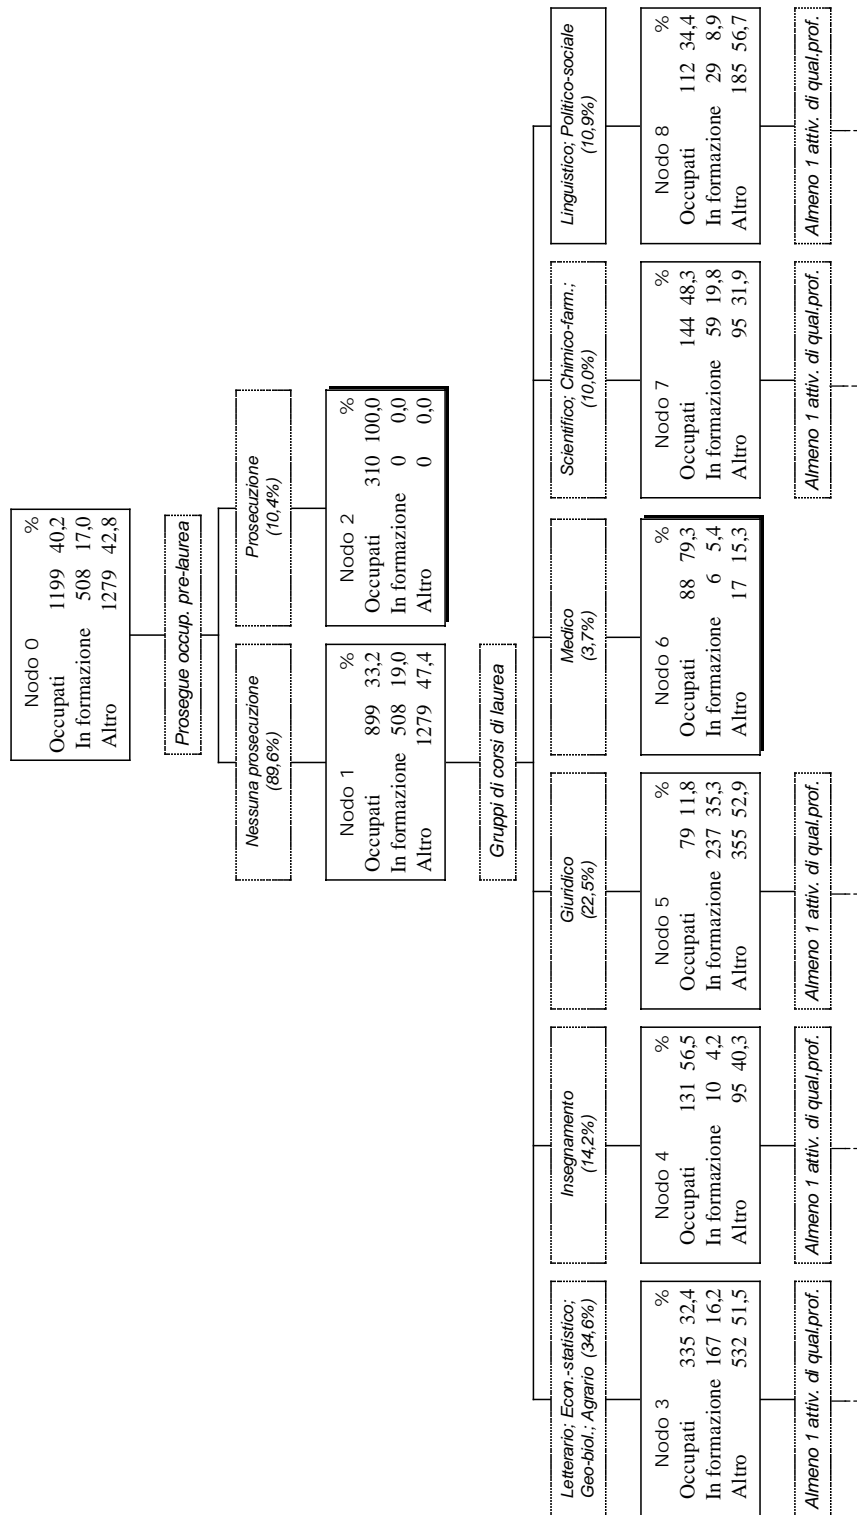 Nodo 0
%
Occupati 1199 40,2
In formazione 508 17,0
Altro 1279 42,8
Prosegue occup. pre-laurea
Nessuna prosecuzione
(89,6%)
Prosecuzione
(10,4%)
Nodo 1
%
Occupati 899 33,2
In formazione 508 19,0
Altro 1279 47,4
Nodo 2
%
Occupati 310 100,0
In formazione 0 0,0
Altro 0 0,0
Gruppi di corsi di laurea
Letterario; Econ.-statistico;
Geo-biol.; Agrario (34,6%)
Insegnamento
(14,2%)
Giuridico
(22,5%)
Medico
(3,7%)
Scientifico; Chimico-farm.;
(10,0%)
Linguistico; Politico-sociale
(10,9%)
Nodo 3
%
Occupati 335 32,4
In formazione 167 16,2
Altro 532 51,5
Nodo 4
%
Occupati 131 56,5
In formazione 10 4,2
Altro 95 40,3
Nodo 5
%
Occupati 79 11,8
In formazione 237 35,3
Altro 355 52,9
Nodo 6
%
Occupati 88 79,3
In formazione 6 5,4
Altro 17 15,3
Nodo 7
%
Occupati 144 48,3
In formazione 59 19,8
Altro 95 31,9
Nodo 8
%
Occupati 112 34,4
In formazione 29 8,9
Altro 185 56,7
Almeno 1 attiv. di qual.prof.
Almeno 1 attiv. di qual.prof.
Almeno 1 attiv. di qual.prof.
Almeno 1 attiv. di qual.prof.
Almeno 1 attiv. di qual.prof.